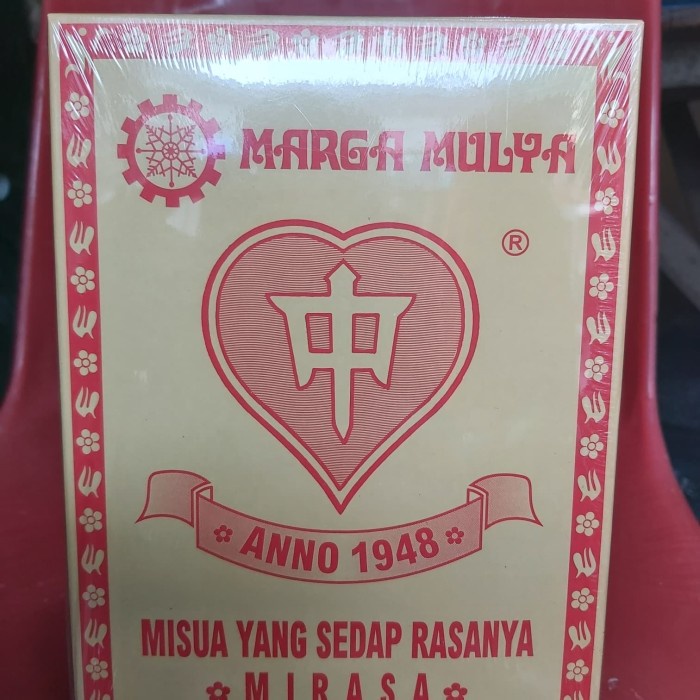 MARGA MULYA
®
中
ANNO 1948
MISUA YANG SEDAP RASANYA
MIRASA